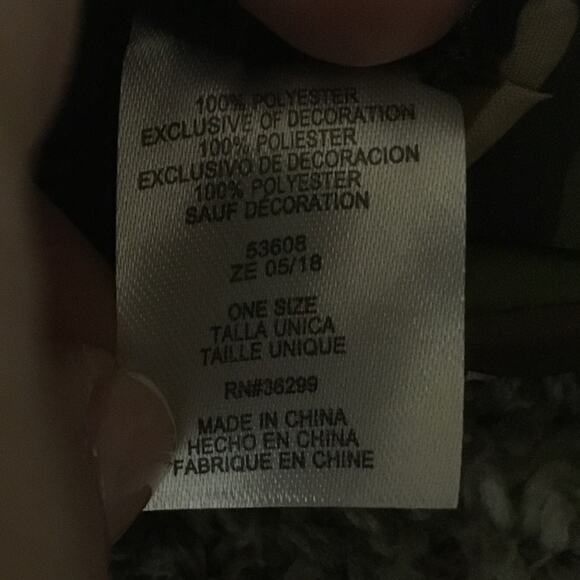 100% POLYESTER
EXCLUSIVE OF DECORATION
100% POLIESTER
EXCLUSIVO DE DECORACION
100% POLYESTER
SAUF DÉCORATION
53608
ZE 05/18
ONE SIZE
TALLA UNICA
TAILLE UNIQUE
RN#36299
MADE IN CHINA
HECHO EN CHINA
FABRIQUE EN CHINE